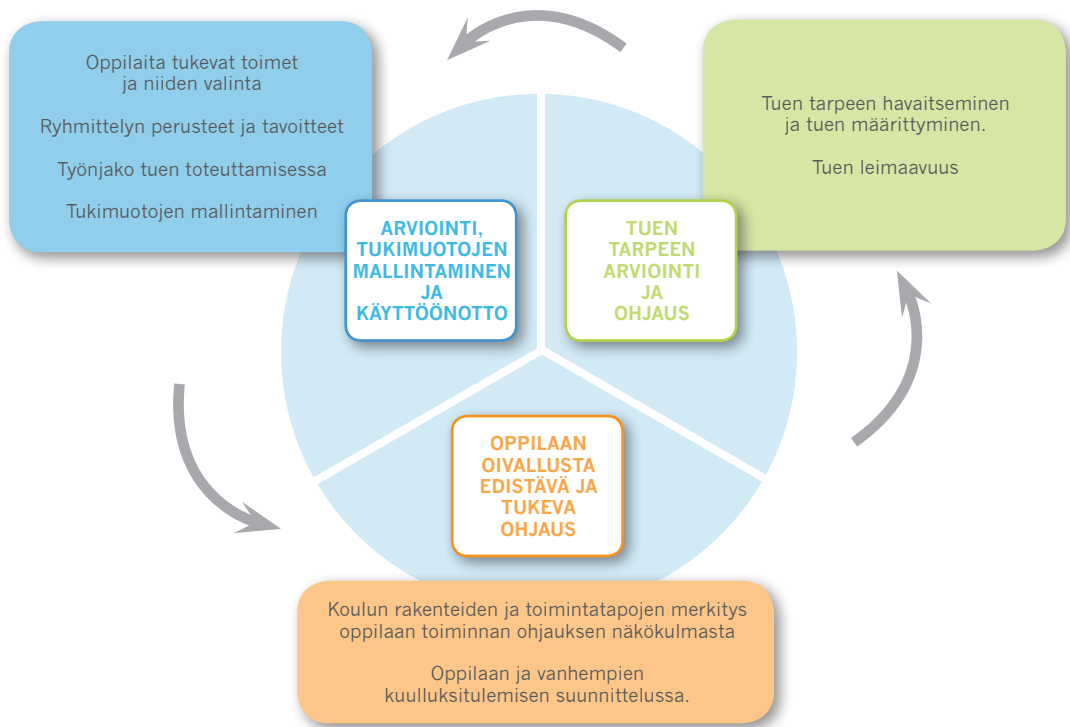 Oppilaita tukevat toimet
ja niiden valinta
Ryhmittelyn perusteet ja tavoitteet
Työnjako tuen toteuttamisessa
Tukimuotojen mallintaminen
Tuen tarpeen havaitseminen
ja tuen määrittyminen.
Tuen leimaavuus
ARVIOINTI,
TUKIMUOTOJEN
MALLINTAMINEN
JA
KÄYTTÖÖNOTTO
TUEN
TARPEEN
ARVIOINTI
JA
OHJAUS
OPPILAAN
OIVALLUSTA
EDISTÄVÄ JA
TUKEVA
OHJAUS
Koulun rakenteiden ja toimintatapojen merkitys
oppilaan toiminnan ohjauksen näkökulmasta
Oppilaan ja vanhempien
kuulluksitulemisen suunnittelussa.